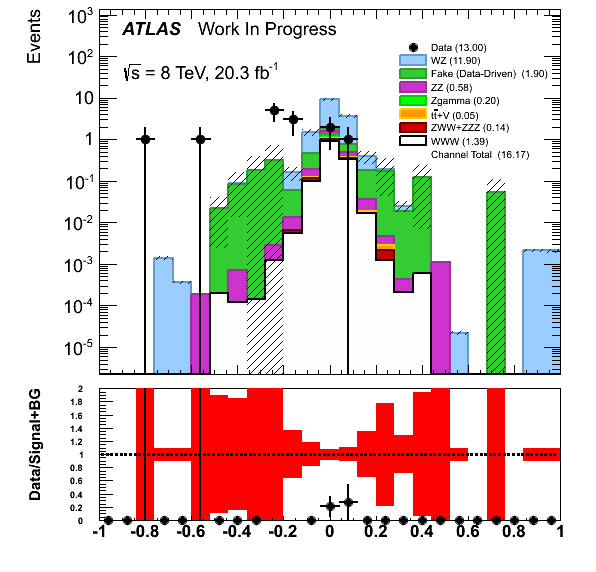 Events
ATLAS Work In Progress
√s = 8 TeV, 20.3 fb⁻¹
Data (13.00)
WZ (11.90)
Fake (Data-Driven) (1.90)
ZZ (0.58)
Zgamma (0.20)
tt̄+V (0.05)
ZWW+ZZZ (0.14)
WWW (1.39)
Channel Total (16.17)
10³
10²
10
1
10⁻¹
10⁻²
10⁻³
10⁻⁴
10⁻⁵
Data/Signal+BG
2
1.8
1.6
1.4
1.2
1
0.8
0.6
0.4
0.2
0
-1 -0.8 -0.6 -0.4 -0.2 0 0.2 0.4 0.6 0.8 1